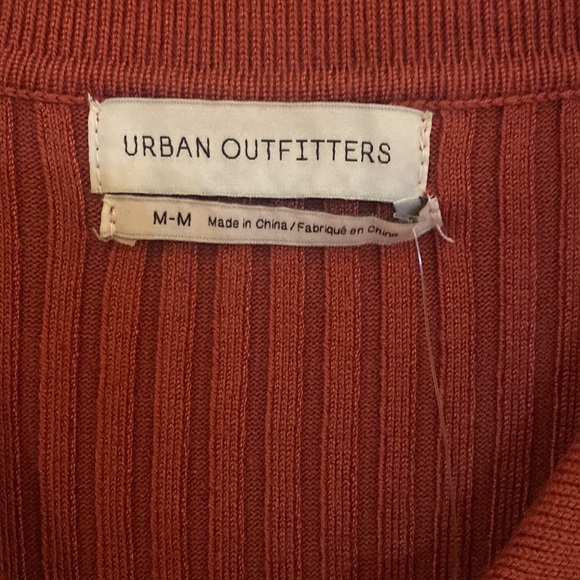 URBAN OUTFITTERS
M-M Made in China / Fabriqué en Chine